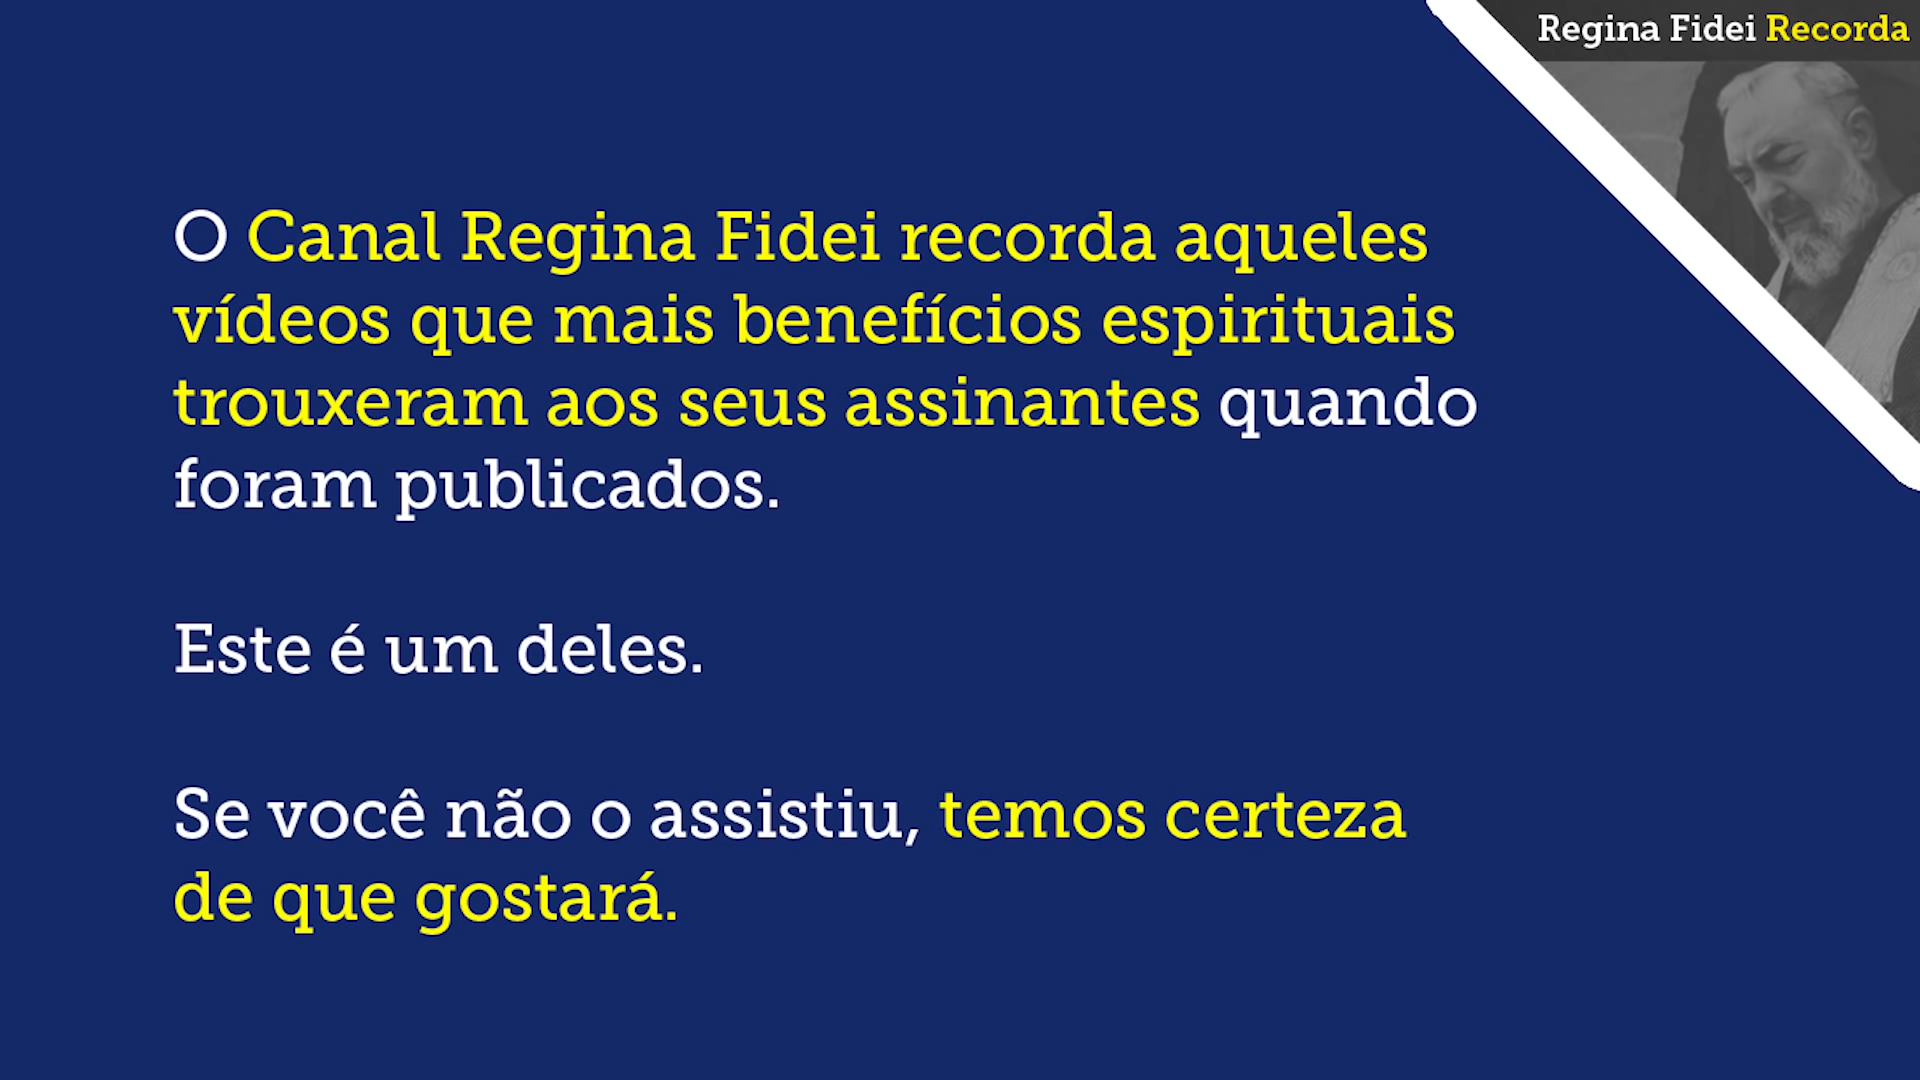 Regina Fidei Recorda
O Canal Regina Fidei recorda aqueles
vídeos que mais benefícios espirituais
trouxeram aos seus assinantes quando
foram publicados.
Este é um deles.
Se você não o assistiu, temos certeza
de que gostará.